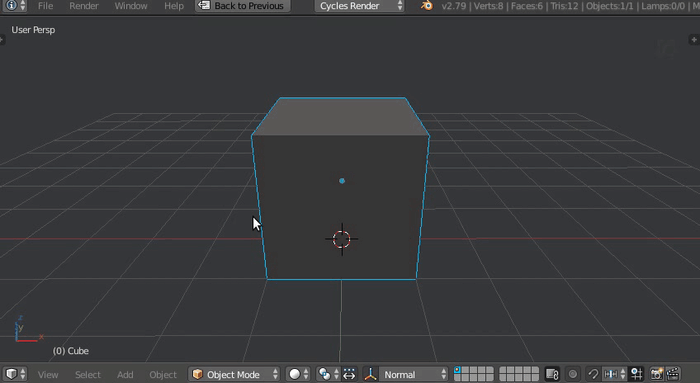 File Render Window Help Back to Previous Cycles Render v2.79 | Verts:8 | Faces:6 | Tris:12 | Objects:1/1 | Lamps:0/0 | M
User Persp
z
y
x
(0) Cube
View Select Add Object Object Mode Normal